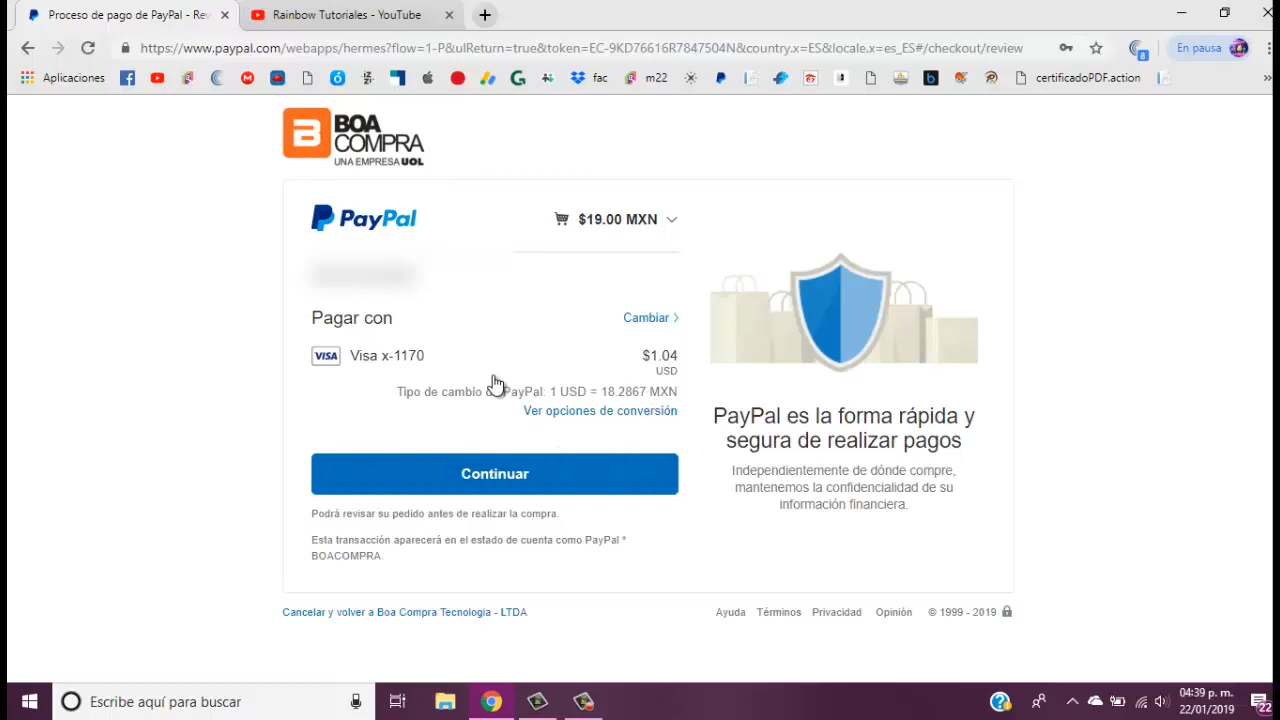 Proceso de pago de PayPal - Rev
Rainbow Tutoriales - YouTube
https://www.paypal.com/webapps/hermes?flow=1-P&ulReturn=true&token=EC-9KD76616R7847504N&country.x=ES&locale.x=es_ES#/checkout/review
En pausa
Aplicaciones
fac
m22
certificadoPDF.action
BOA
COMPRA
UNA EMPRESA UOL
PayPal
$19.00 MXN
Pagar con
Cambiar
VISA
Visa x-1170
$1.04
USD
Tipo de cambio PayPal: 1 USD = 18.2867 MXN
Ver opciones de conversión
Continuar
Podrá revisar su pedido antes de realizar la compra.
Esta transacción aparecerá en el estado de cuenta como PayPal *
BOACOMPRA.
PayPal es la forma rápida y
segura de realizar pagos
Independientemente de dónde compre,
mantenemos la confidencialidad de su
información financiera.
Cancelar y volver a Boa Compra Tecnologia - LTDA
Ayuda Términos Privacidad Opinión © 1999 - 2019
Escribe aquí para buscar
04:39 p. m.
22/01/2019
22